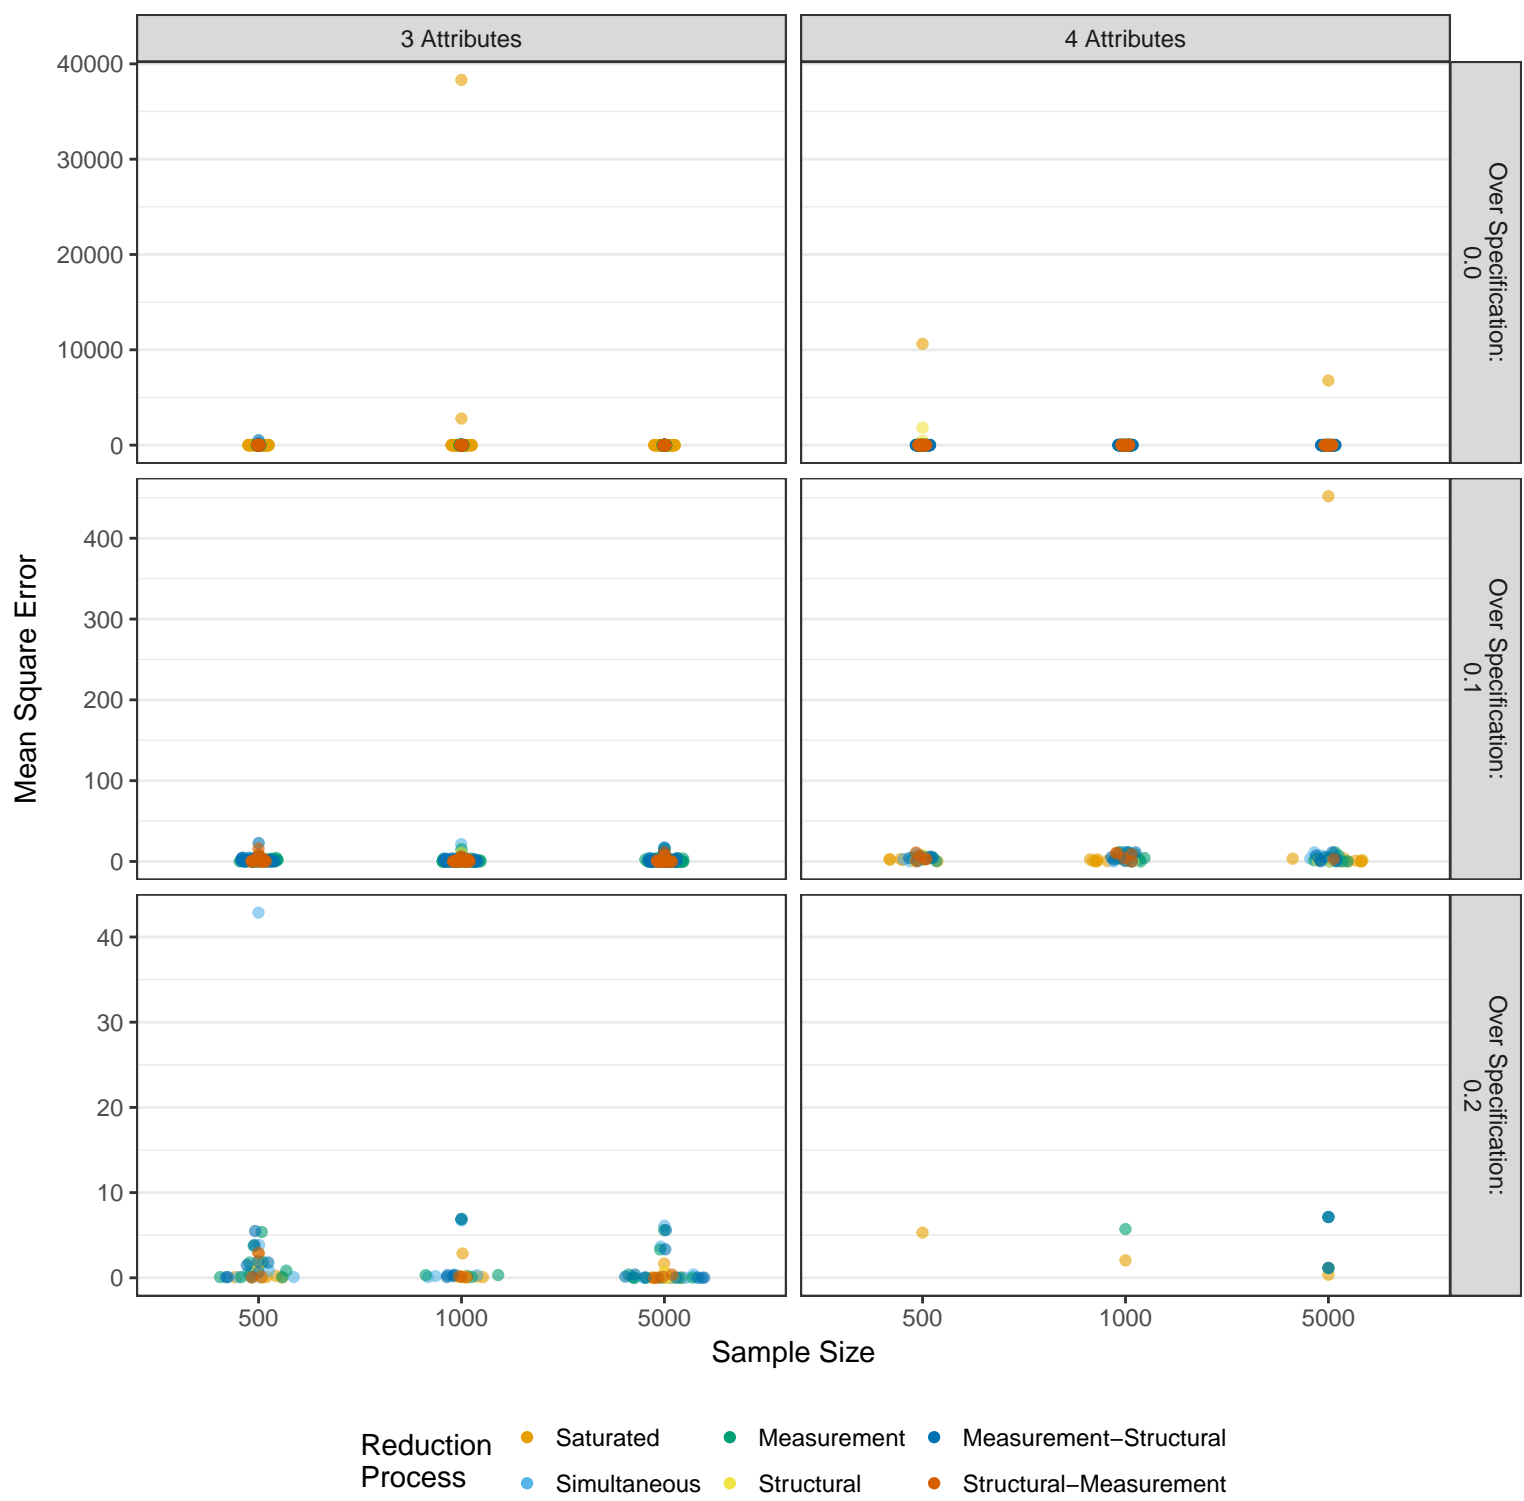 3 Attributes
4 Attributes
40000
30000
20000
10000
0
Over Specification:
0.0
400
300
200
100
0
Over Specification:
0.1
40
30
20
10
0
Over Specification:
0.2
Mean Square Error
500
1000
5000
500
1000
5000
Sample Size
Reduction
Process
Saturated
Measurement
Measurement−Structural
Simultaneous
Structural
Structural−Measurement